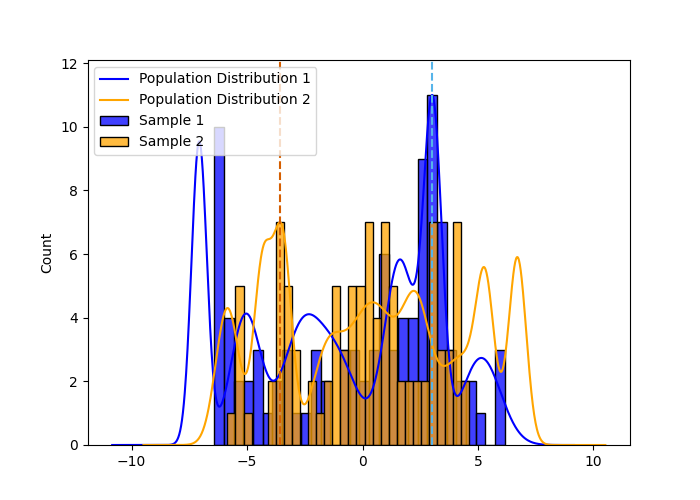 12
10
8
6
4
2
0
Count
Population Distribution 1
Population Distribution 2
Sample 1
Sample 2
−10
−5
0
5
10